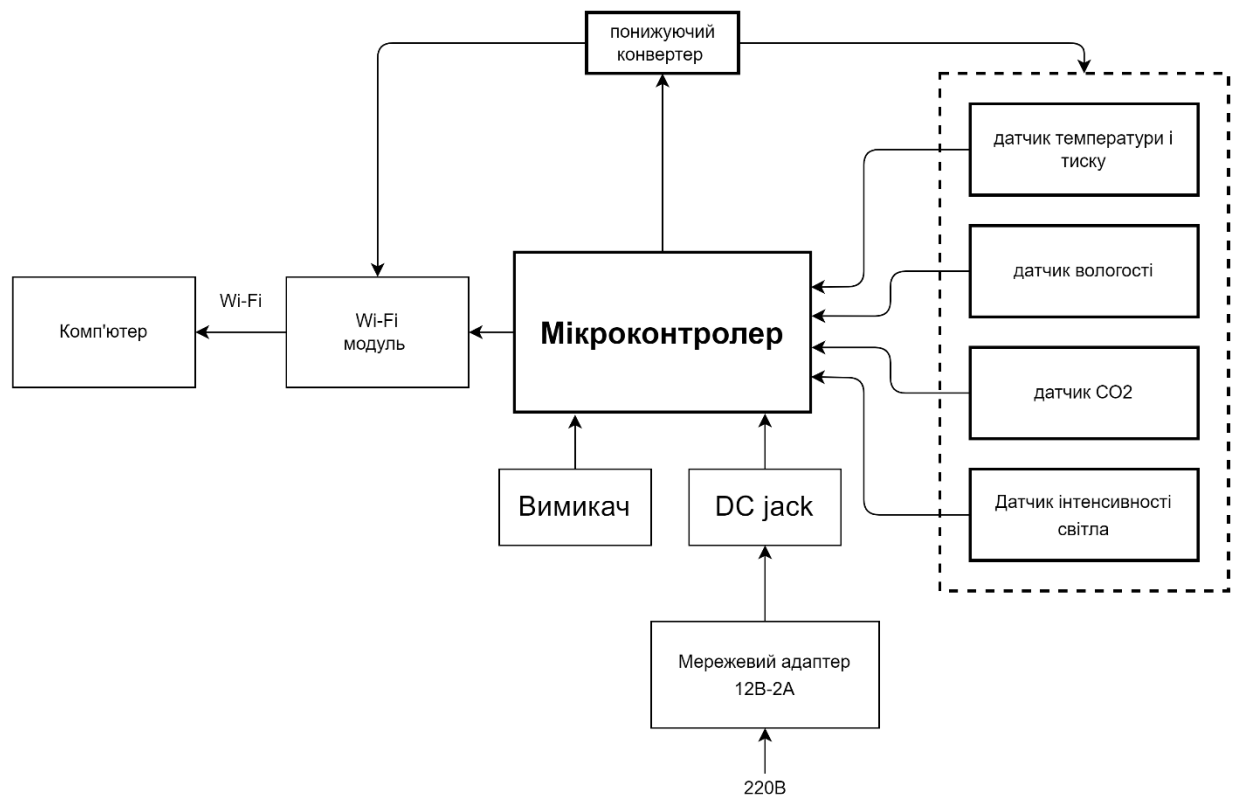 понижуючий
конвертер
датчик температури і
тиску
датчик вологості
Wi-Fi
Комп'ютер
Wi-Fi
модуль
Мікроконтролер
датчик CO2
Вимикач
DC jack
Датчик інтенсивності
світла
Мережевий адаптер
12В-2А
220В